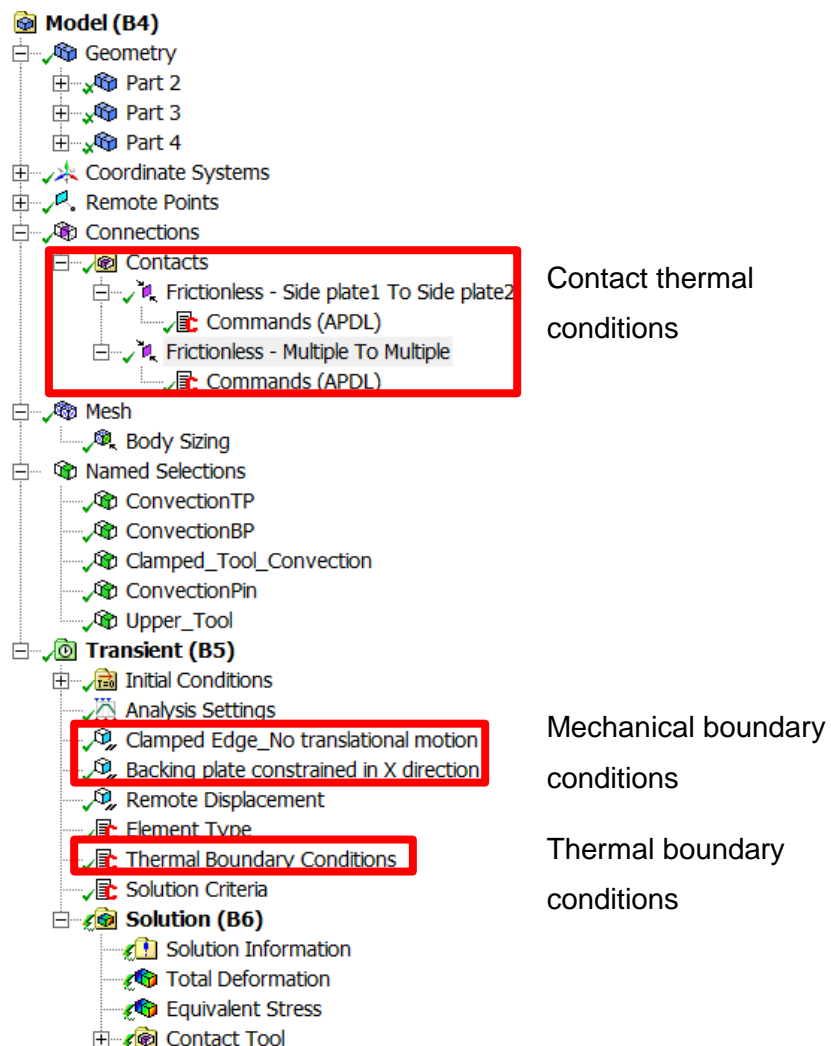 Model (B4)
Geometry
Part 2
Part 3
Part 4
Coordinate Systems
Remote Points
Connections
Contacts
Frictionless - Side plate1 To Side plate2
Commands (APDL)
Frictionless - Multiple To Multiple
Commands (APDL)
Contact thermal
conditions
Mesh
Body Sizing
Named Selections
ConvectionTP
ConvectionBP
Clamped_Tool_Convection
ConvectionPin
Upper_Tool
Transient (B5)
T=0
Initial Conditions
Analysis Settings
Clamped Edge_No translational motion
Backing plate constrained in X direction
Mechanical boundary
conditions
Remote Displacement
Element Type
Thermal Boundary Conditions
Thermal boundary
conditions
Solution Criteria
Solution (B6)
Solution Information
Total Deformation
Equivalent Stress
Contact Tool